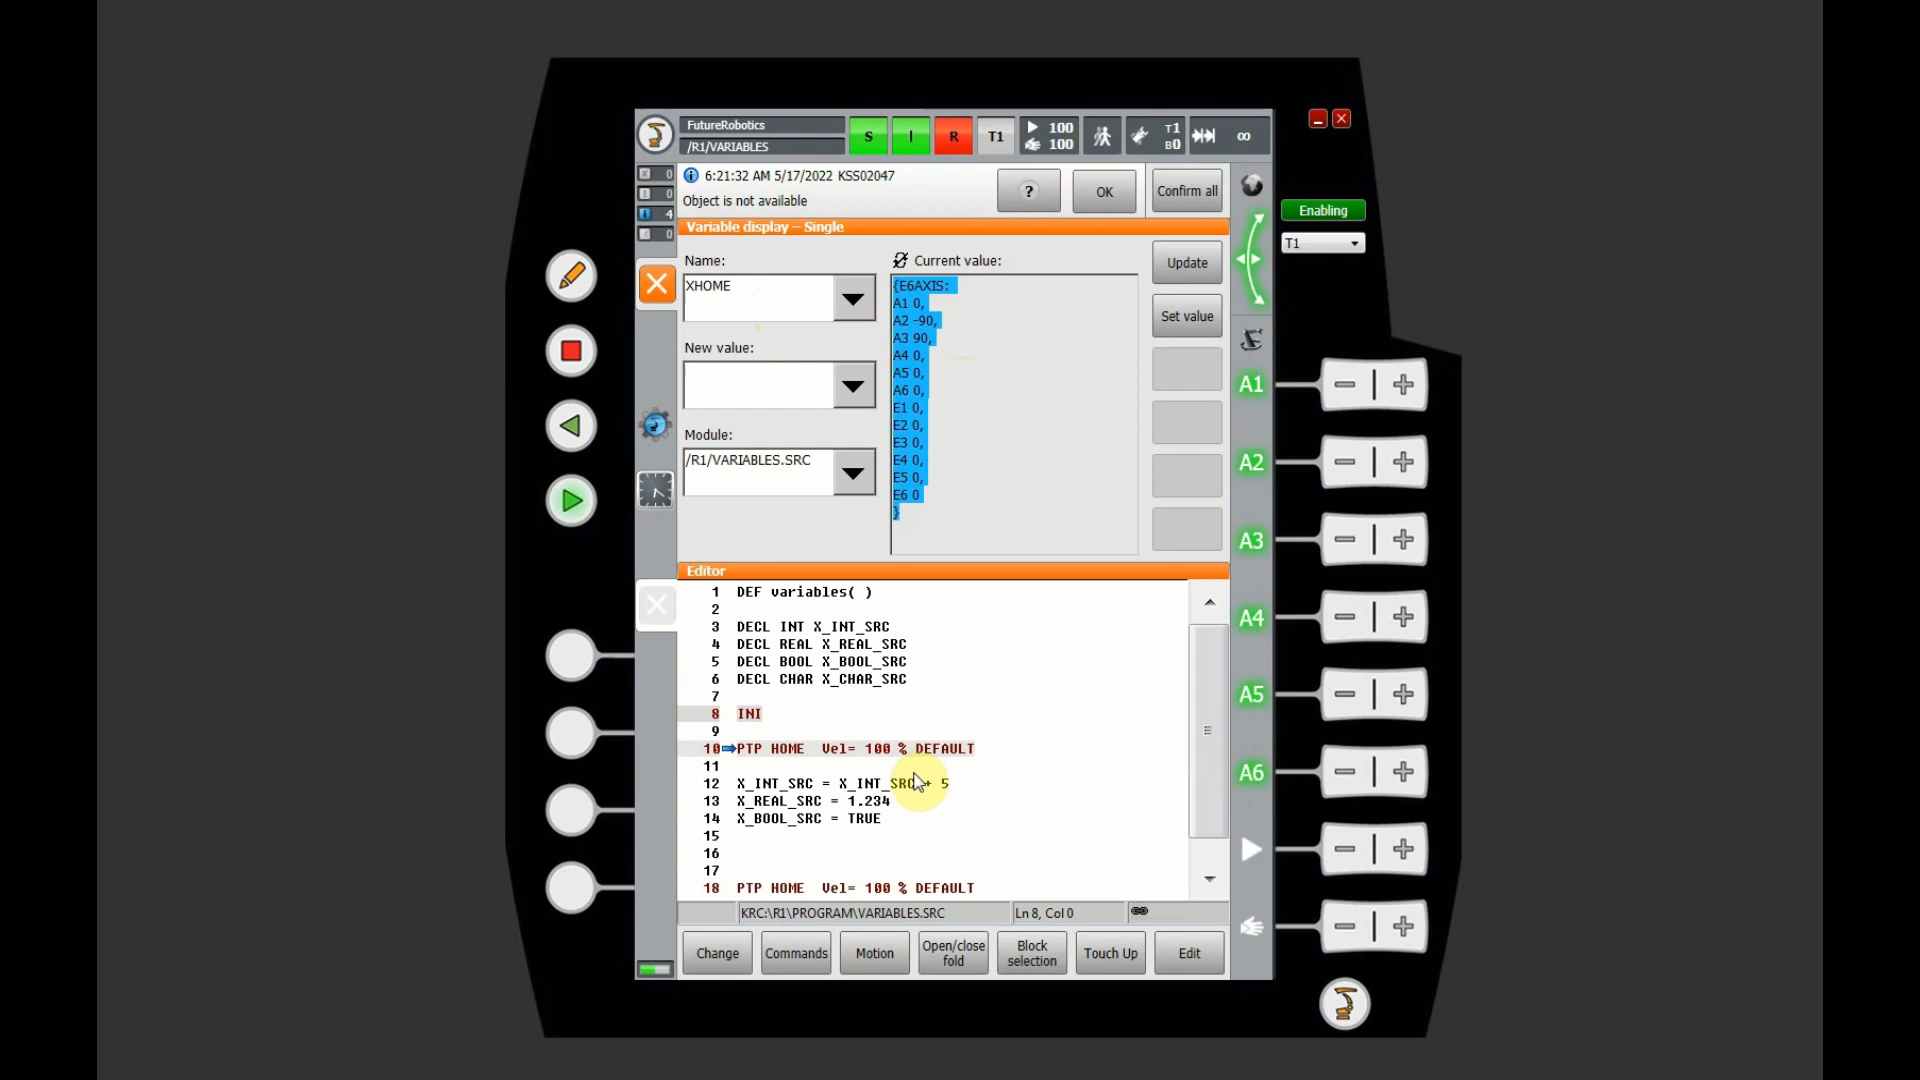 FutureRobotics
/R1/VARIABLES
S
I
R
T1
100
100
T1
B0
∞
0
0
4
0
6:21:32 AM 5/17/2022 KSS02047
Object is not available
?
OK
Confirm all
Enabling
T1
Variable display – Single
Name:
XHOME
New value:
Module:
/R1/VARIABLES.SRC
Current value:
{E6AXIS:
A1 0,
A2 -90,
A3 90,
A4 0,
A5 0,
A6 0,
E1 0,
E2 0,
E3 0,
E4 0,
E5 0,
E6 0
}
Update
Set value
Editor
1 DEF variables( )
2
3 DECL INT X_INT_SRC
4 DECL REAL X_REAL_SRC
5 DECL BOOL X_BOOL_SRC
6 DECL CHAR X_CHAR_SRC
7
8 INI
9
10 PTP HOME Vel= 100 % DEFAULT
11
12 X_INT_SRC = X_INT_SRC + 5
13 X_REAL_SRC = 1.234
14 X_BOOL_SRC = TRUE
15
16
17
18 PTP HOME Vel= 100 % DEFAULT
KRC:\R1\PROGRAM\VARIABLES.SRC
Ln 8, Col 0
Change
Commands
Motion
Open/close
fold
Block
selection
Touch Up
Edit
A1
A2
A3
A4
A5
A6